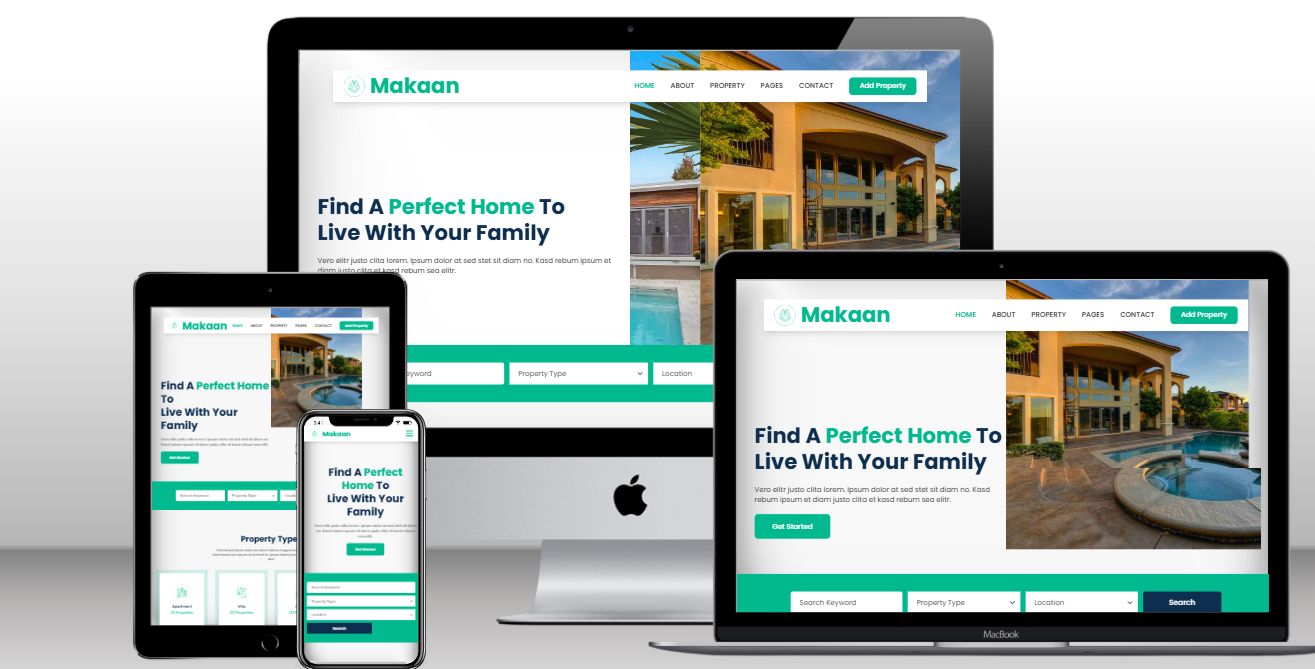 Makaan
HOME ABOUT PROPERTY PAGES CONTACT Add Property
Find A Perfect Home To
Live With Your Family
Vero elitr justo clita lorem. Ipsum dolor at sed stet sit diam no. Kasd rebum ipsum et
diam justo clita et kasd rebum sea elitr.
eyword Property Type Location
Makaan HOME ABOUT PROPERTY PAGES CONTACT Add Property
Find A Perfect Home
To
Live With Your
Family
Get Started
Search Keyword Property Type
Property Type
Apartment Villa
Makaan
Find A Perfect
Home To
Live With Your
Family
Get Started
Search Keyword
Property Type
Location
Search
Makaan
HOME ABOUT PROPERTY PAGES CONTACT Add Property
Find A Perfect Home To
Live With Your Family
Vero elitr justo clita lorem. Ipsum dolor at sed stet sit diam no. Kasd
rebum ipsum et diam justo clita et kasd rebum sea elitr.
Get Started
Search Keyword Property Type Location Search
MacBook